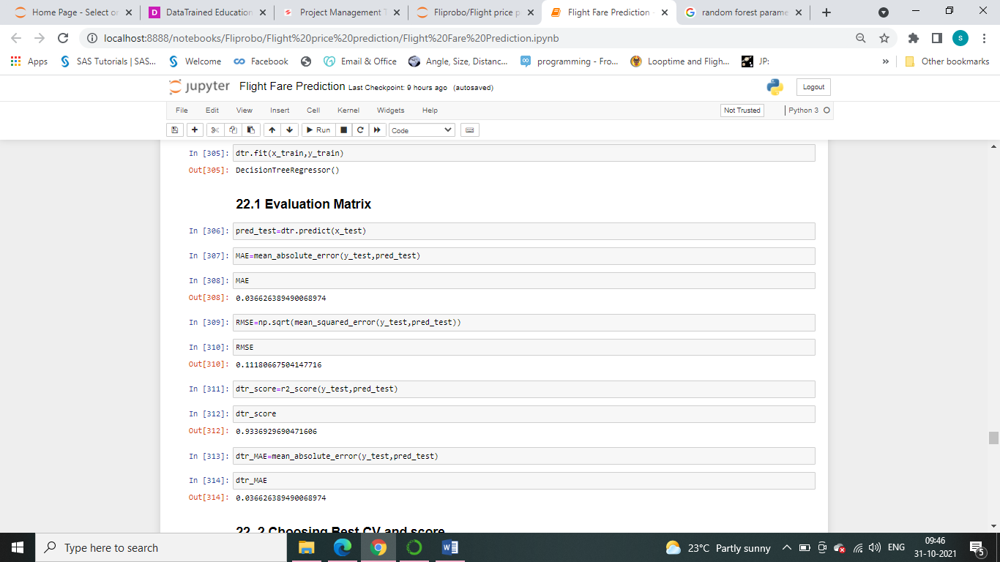 Home Page - Select or
DataTrained Education
Project Management T
Fliprobo/Flight price p
Flight Fare Prediction -
random forest parame
localhost:8888/notebooks/Fliprobo/Flight%20price%20prediction/Flight%20Fare%20Prediction.ipynb
Apps
SAS Tutorials | SAS...
Welcome
Facebook
Email & Office
Angle, Size, Distanc...
programming - Fro...
Looptime and Fligh...
JP:
»
Other bookmarks
jupyter Flight Fare Prediction Last Checkpoint: 9 hours ago (autosaved)
Logout
File Edit View Insert Cell Kernel Widgets Help
Not Trusted
Python 3
Run
Code
In [305]: dtr.fit(x_train,y_train)
Out[305]: DecisionTreeRegressor()
22.1 Evaluation Matrix
In [306]: pred_test=dtr.predict(x_test)
In [307]: MAE=mean_absolute_error(y_test,pred_test)
In [308]: MAE
Out[308]: 0.036626389490068974
In [309]: RMSE=np.sqrt(mean_squared_error(y_test,pred_test))
In [310]: RMSE
Out[310]: 0.11180667504147716
In [311]: dtr_score=r2_score(y_test,pred_test)
In [312]: dtr_score
Out[312]: 0.9336929690471606
In [313]: dtr_MAE=mean_absolute_error(y_test,pred_test)
In [314]: dtr_MAE
Out[314]: 0.036626389490068974
22. 2 Choosing Best CV and score
Type here to search
23°C Partly sunny
ENG
09:46
31-10-2021
5